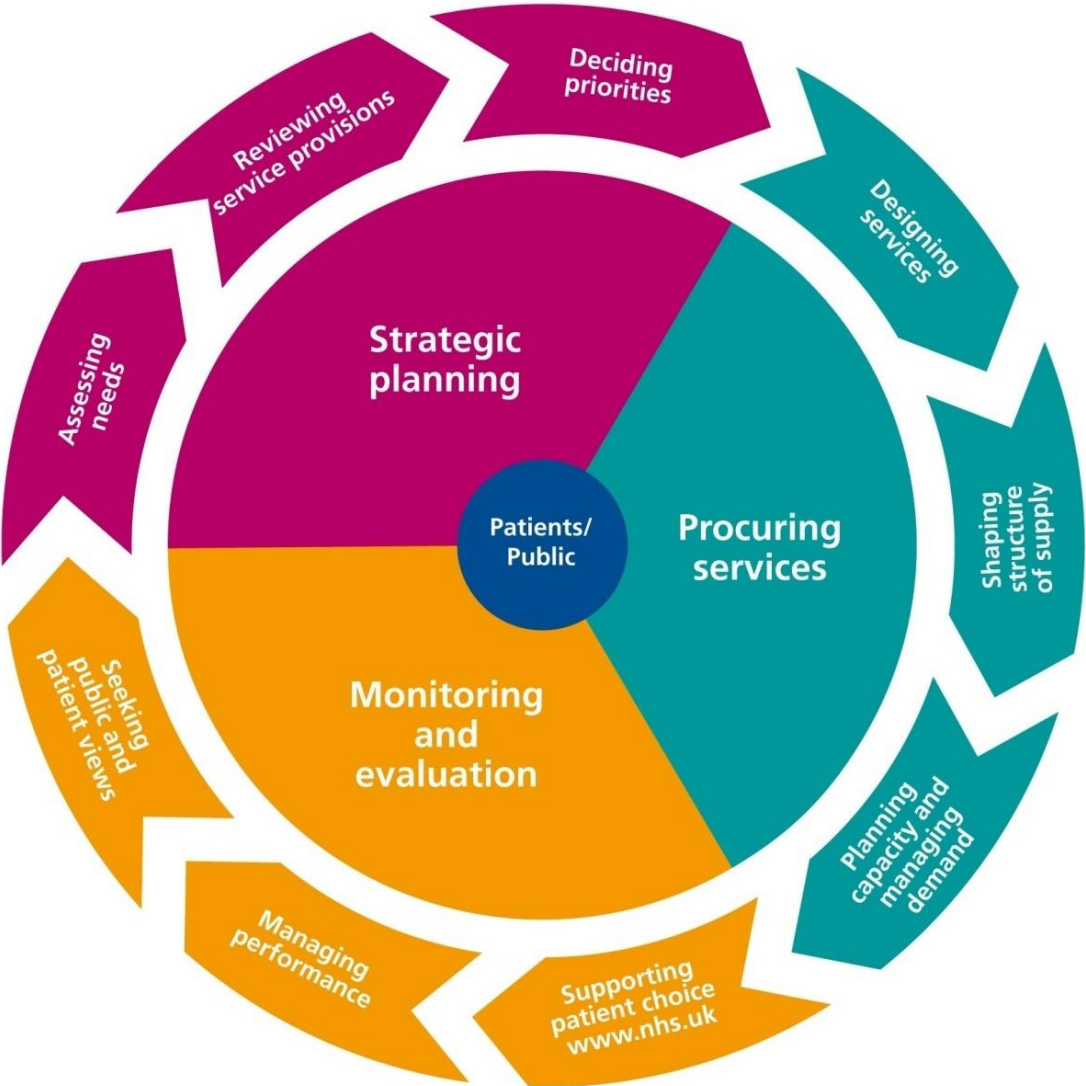 Deciding
priorities
Designing
services
Shaping
structure
of supply
Planning
capacity and
managing
demand
Supporting
patient choice
www.nhs.uk
Managing
performance
Seeking
public and
patient views
Assessing
needs
Reviewing
service provisions
Strategic
planning
Procuring
services
Monitoring
and
evaluation
Patients/
Public